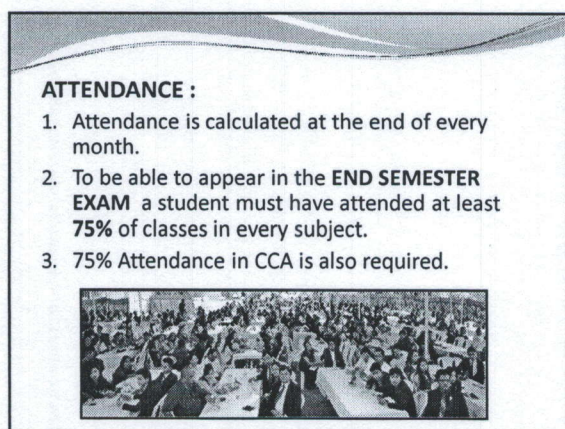 ATTENDANCE :
1. Attendance is calculated at the end of every
month.
2. To be able to appear in the END SEMESTER
EXAM a student must have attended at least
75% of classes in every subject.
3. 75% Attendance in CCA is also required.